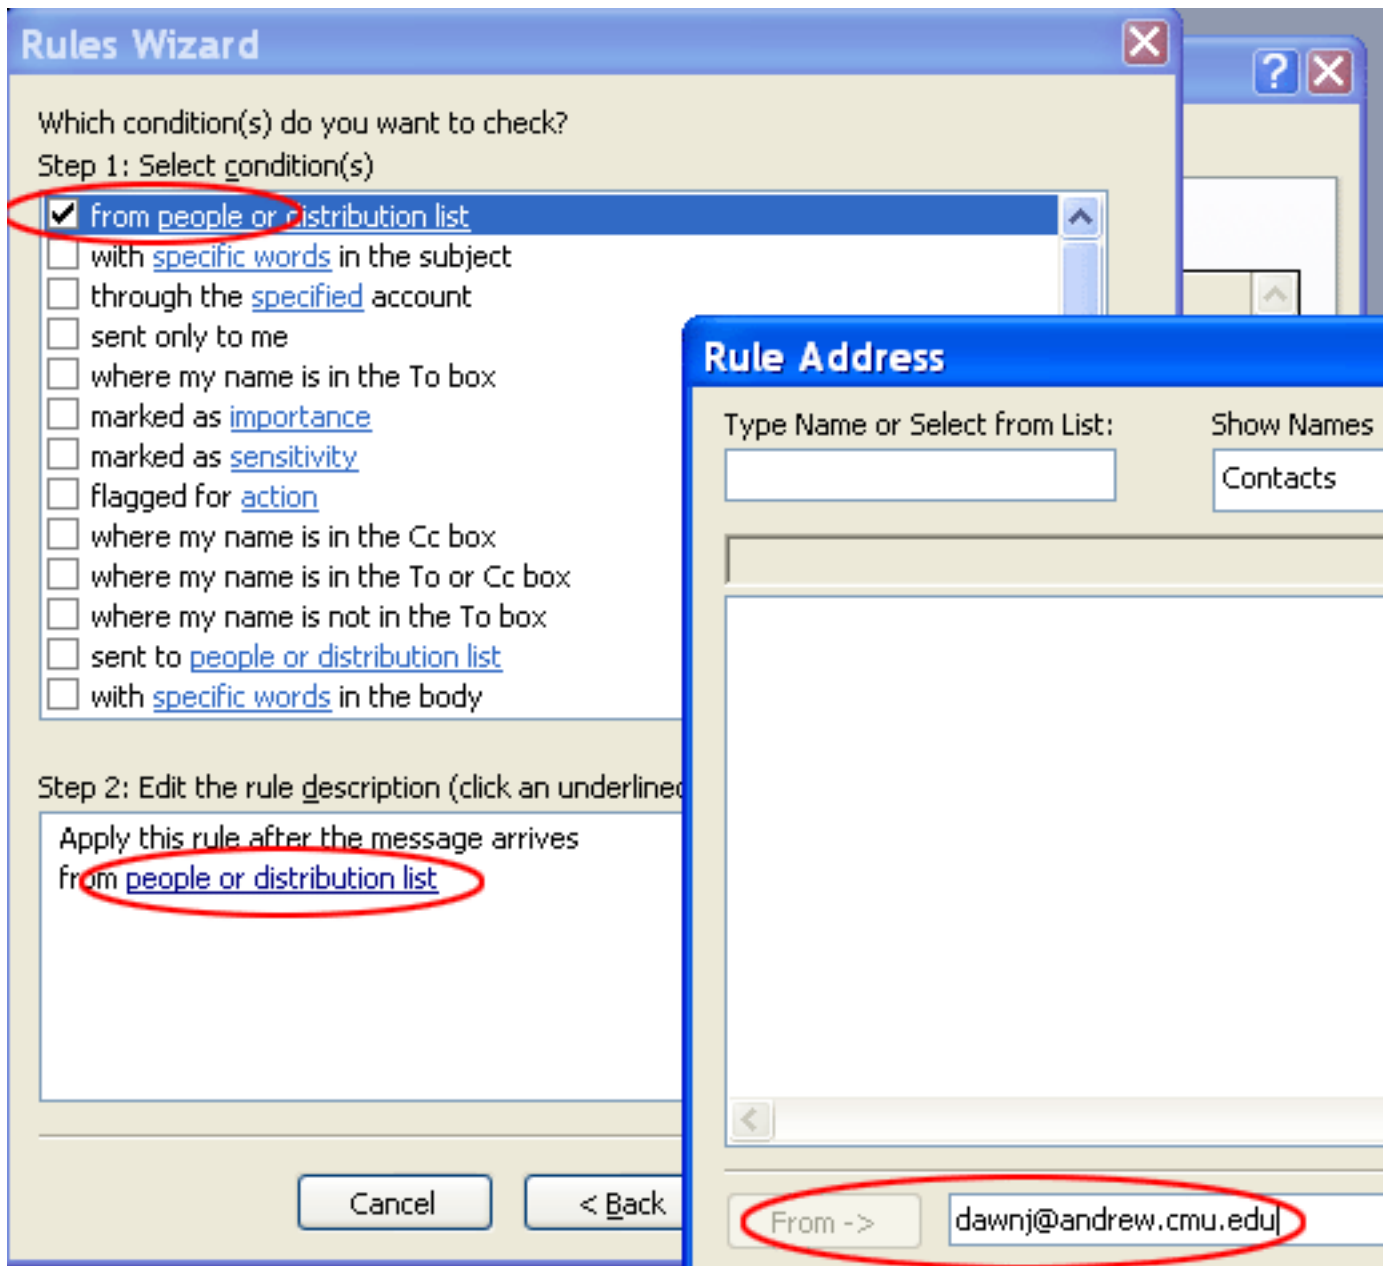 Rules Wizard
Which condition(s) do you want to check?
Step 1: Select condition(s)
from people or distribution list
with specific words in the subject
through the specified account
sent only to me
where my name is in the To box
marked as importance
marked as sensitivity
flagged for action
where my name is in the Cc box
where my name is in the To or Cc box
where my name is not in the To box
sent to people or distribution list
with specific words in the body
Step 2: Edit the rule description (click an underlined
Apply this rule after the message arrives
from people or distribution list
Cancel
< Back
Rule Address
Type Name or Select from List:
Show Names
Contacts
From ->
dawnj@andrew.cmu.edu